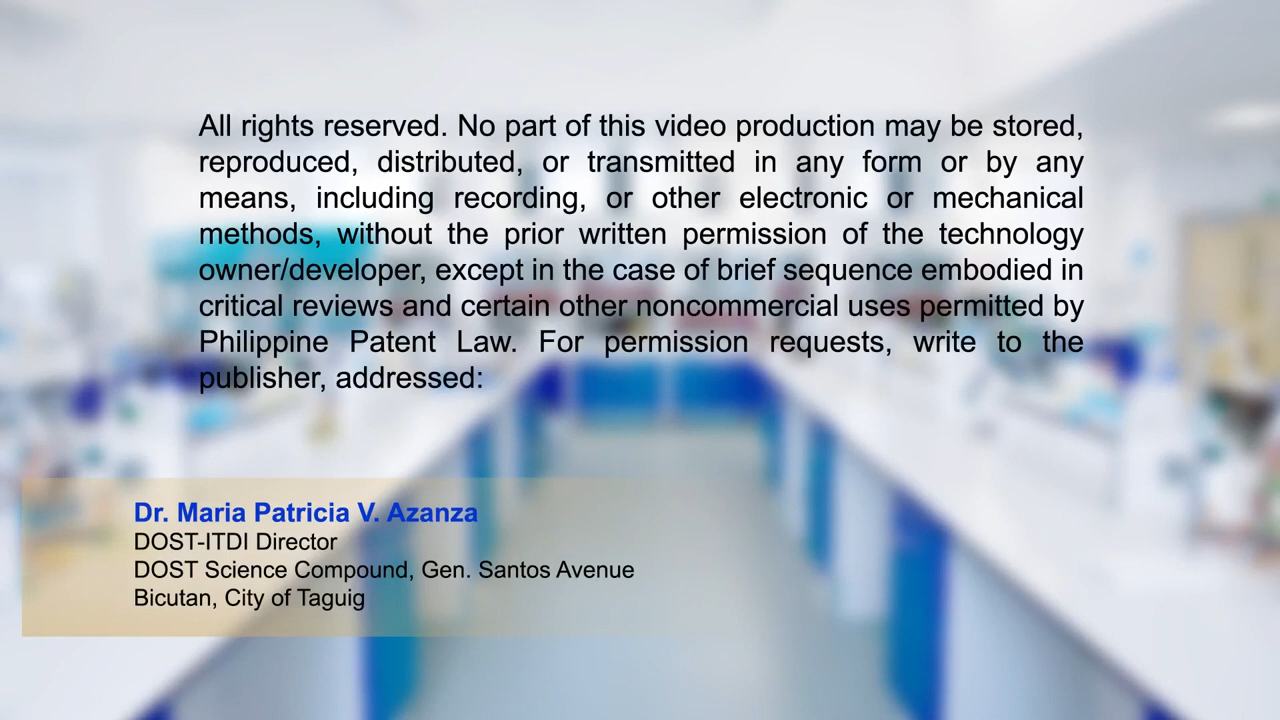 All rights reserved. No part of this video production may be stored,
reproduced, distributed, or transmitted in any form or by any
means, including recording, or other electronic or mechanical
methods, without the prior written permission of the technology
owner/developer, except in the case of brief sequence embodied in
critical reviews and certain other noncommercial uses permitted by
Philippine Patent Law. For permission requests, write to the
publisher, addressed:
Dr. Maria Patricia V. Azanza
DOST-ITDI Director
DOST Science Compound, Gen. Santos Avenue
Bicutan, City of Taguig